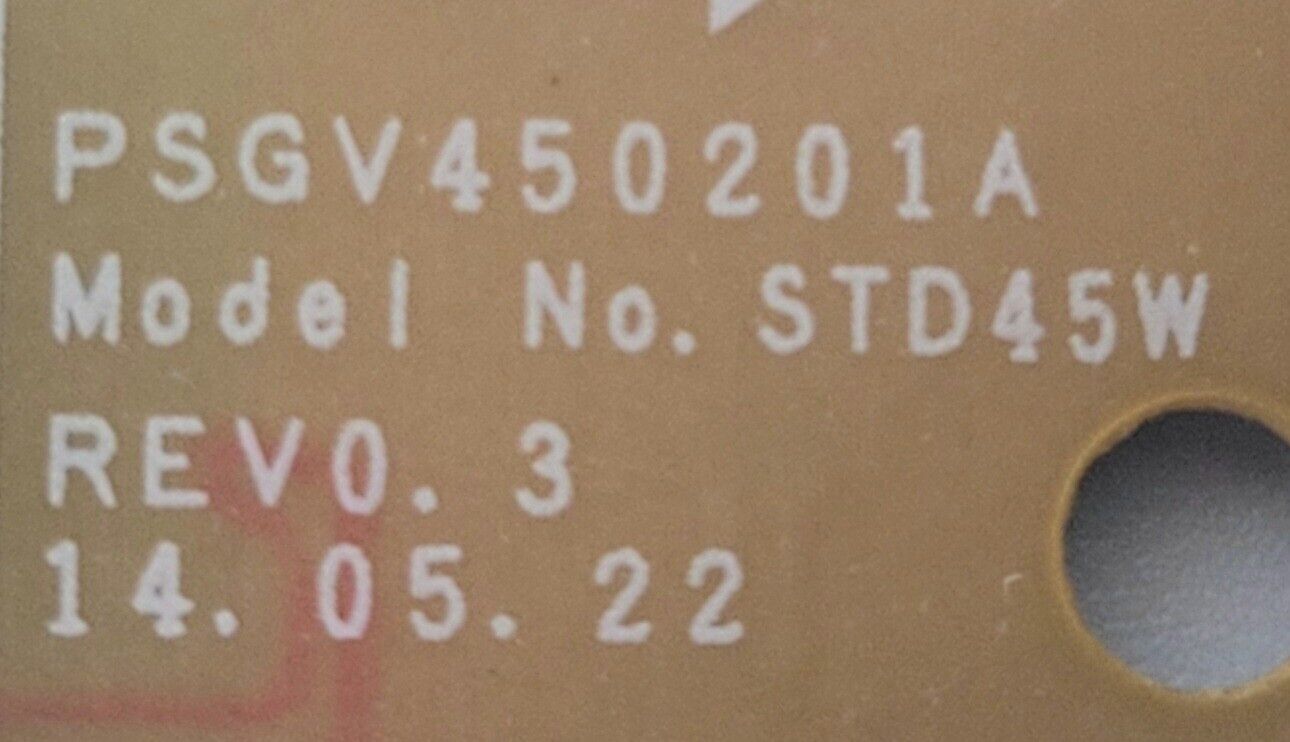 PSGV450201A
Model No. STD45W
REV0.3
14.05.22